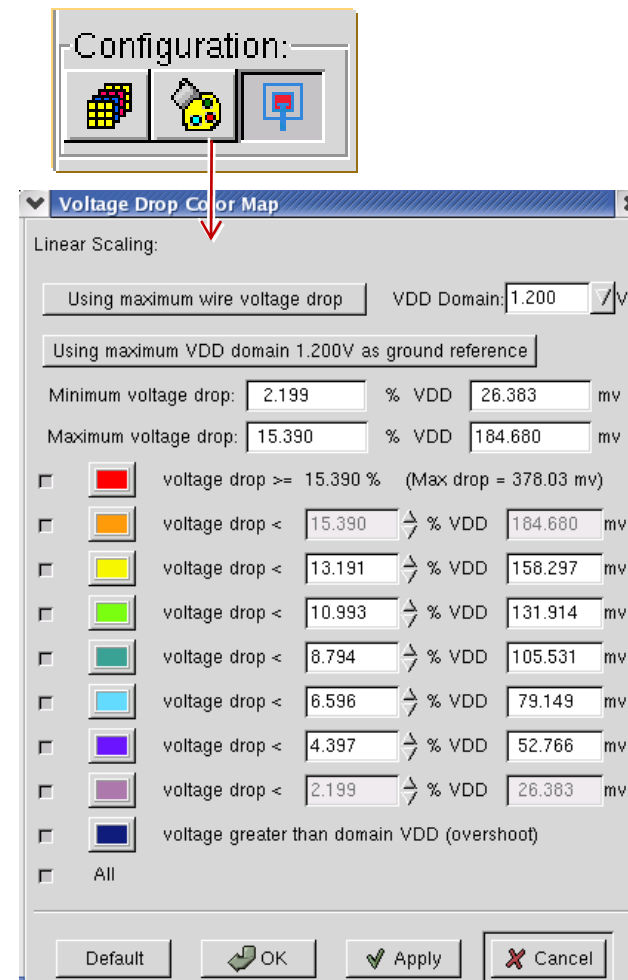 Configuration:
Voltage Drop Color Map
Linear Scaling:
Using maximum wire voltage drop VDD Domain: 1.200 V
Using maximum VDD domain 1.200V as ground reference
Minimum voltage drop: 2.199 % VDD 26.383 mv
Maximum voltage drop: 15.390 % VDD 184.680 mv
voltage drop >= 15.390 % (Max drop = 378.03 mv)
voltage drop < 15.390 % VDD 184.680 mv
voltage drop < 13.191 % VDD 158.297 mv
voltage drop < 10.993 % VDD 131.914 mv
voltage drop < 8.794 % VDD 105.531 mv
voltage drop < 6.596 % VDD 79.149 mv
voltage drop < 4.397 % VDD 52.766 mv
voltage drop < 2.199 % VDD 26.383 mv
voltage greater than domain VDD (overshoot)
All
Default OK Apply Cancel